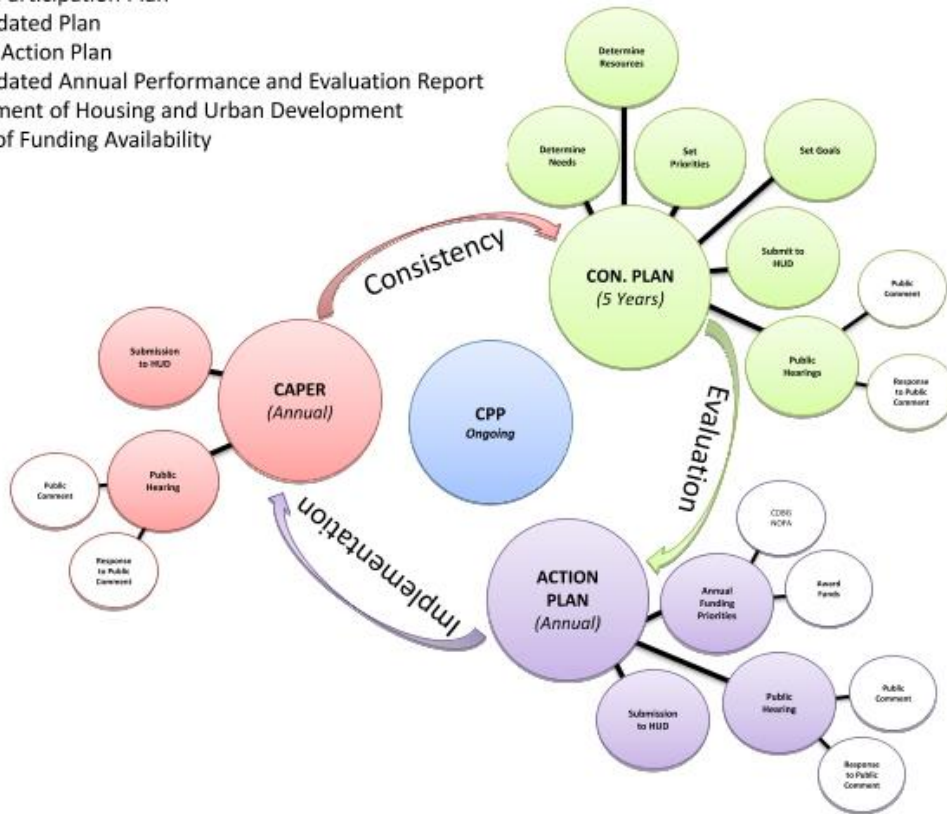 dated Plan
Action Plan
dated Annual Performance and Evaluation Report
ment of Housing and Urban Development
of Funding Availability
Determine
Resources
Determine
Needs
Set
Priorities
Set Goals
Submit to
HUD
CON. PLAN
(5 Years)
Public
Comment
Public
Hearings
Response
to Public
Comment
Consistency
Submission
to HUD
CAPER
(Annual)
Public
Hearing
Public
Comment
Response
to Public
Comment
CPP
Ongoing
Evaluation
Implementation
ACTION
PLAN
(Annual)
CDBG
NOFA
Annual
Funding
Priorities
Award
Funds
Submission
to HUD
Public
Hearing
Public
Comment
Response
to Public
Comment